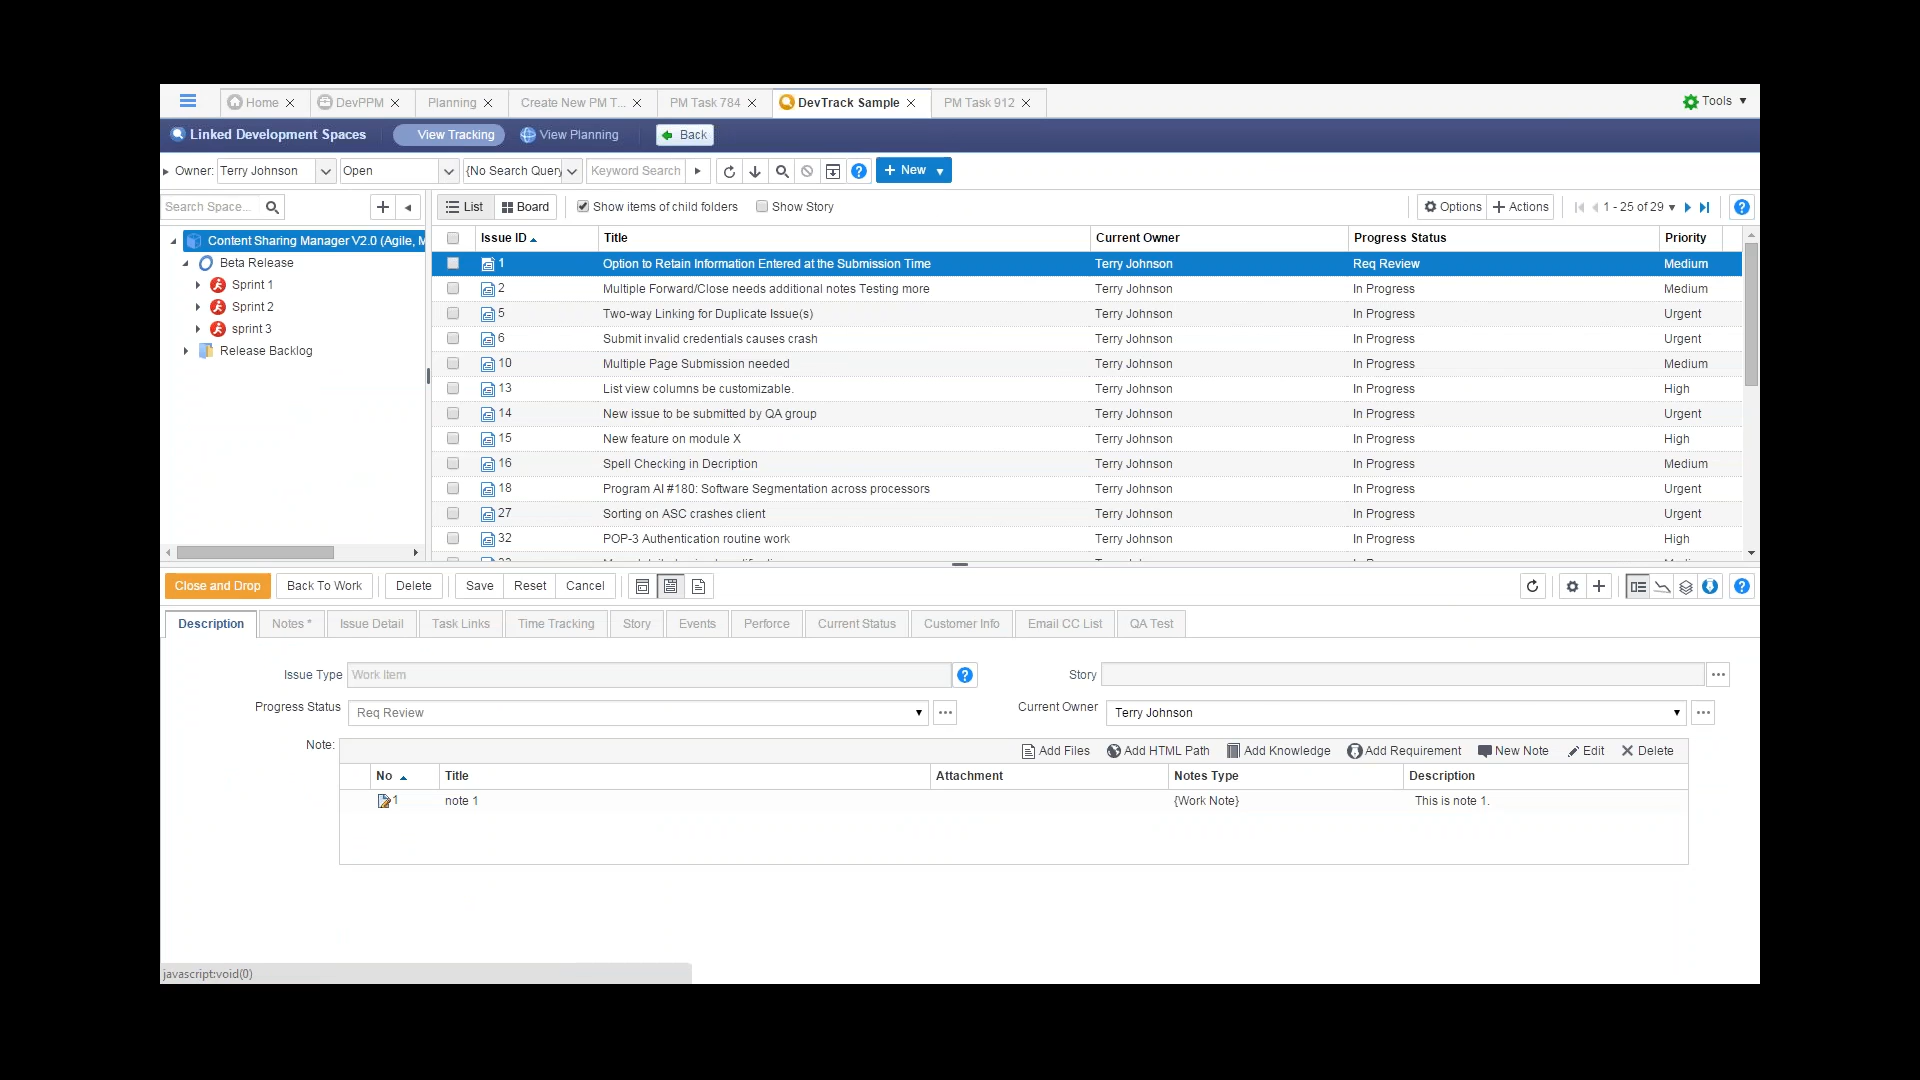 Home DevPPM Planning Create New PM T... PM Task 784 DevTrack Sample PM Task 912 Tools
Linked Development Spaces View Tracking View Planning Back
Owner: Terry Johnson Open {No Search Query Keyword Search New
Search Space... List Board Show items of child folders Show Story Options Actions 1 - 25 of 29
Content Sharing Manager V2.0 (Agile, M
Beta Release
Sprint 1
Sprint 2
sprint 3
Release Backlog
Issue ID Title Current Owner Progress Status Priority
1 Option to Retain Information Entered at the Submission Time Terry Johnson Req Review Medium
2 Multiple Forward/Close needs additional notes Testing more Terry Johnson In Progress Medium
5 Two-way Linking for Duplicate Issue(s) Terry Johnson In Progress Urgent
6 Submit invalid credentials causes crash Terry Johnson In Progress Urgent
10 Multiple Page Submission needed Terry Johnson In Progress Medium
13 List view columns be customizable. Terry Johnson In Progress High
14 New issue to be submitted by QA group Terry Johnson In Progress Urgent
15 New feature on module X Terry Johnson In Progress High
16 Spell Checking in Decription Terry Johnson In Progress Medium
18 Program AI #180: Software Segmentation across processors Terry Johnson In Progress Urgent
27 Sorting on ASC crashes client Terry Johnson In Progress Urgent
32 POP-3 Authentication routine work Terry Johnson In Progress High
Close and Drop Back To Work Delete Save Reset Cancel
Description Notes * Issue Detail Task Links Time Tracking Story Events Perforce Current Status Customer Info Email CC List QA Test
Issue Type Work Item Story
Progress Status Req Review Current Owner Terry Johnson
Note: Add Files Add HTML Path Add Knowledge Add Requirement New Note Edit Delete
No Title Attachment Notes Type Description
1 note 1 {Work Note} This is note 1.
javascript:void(0)